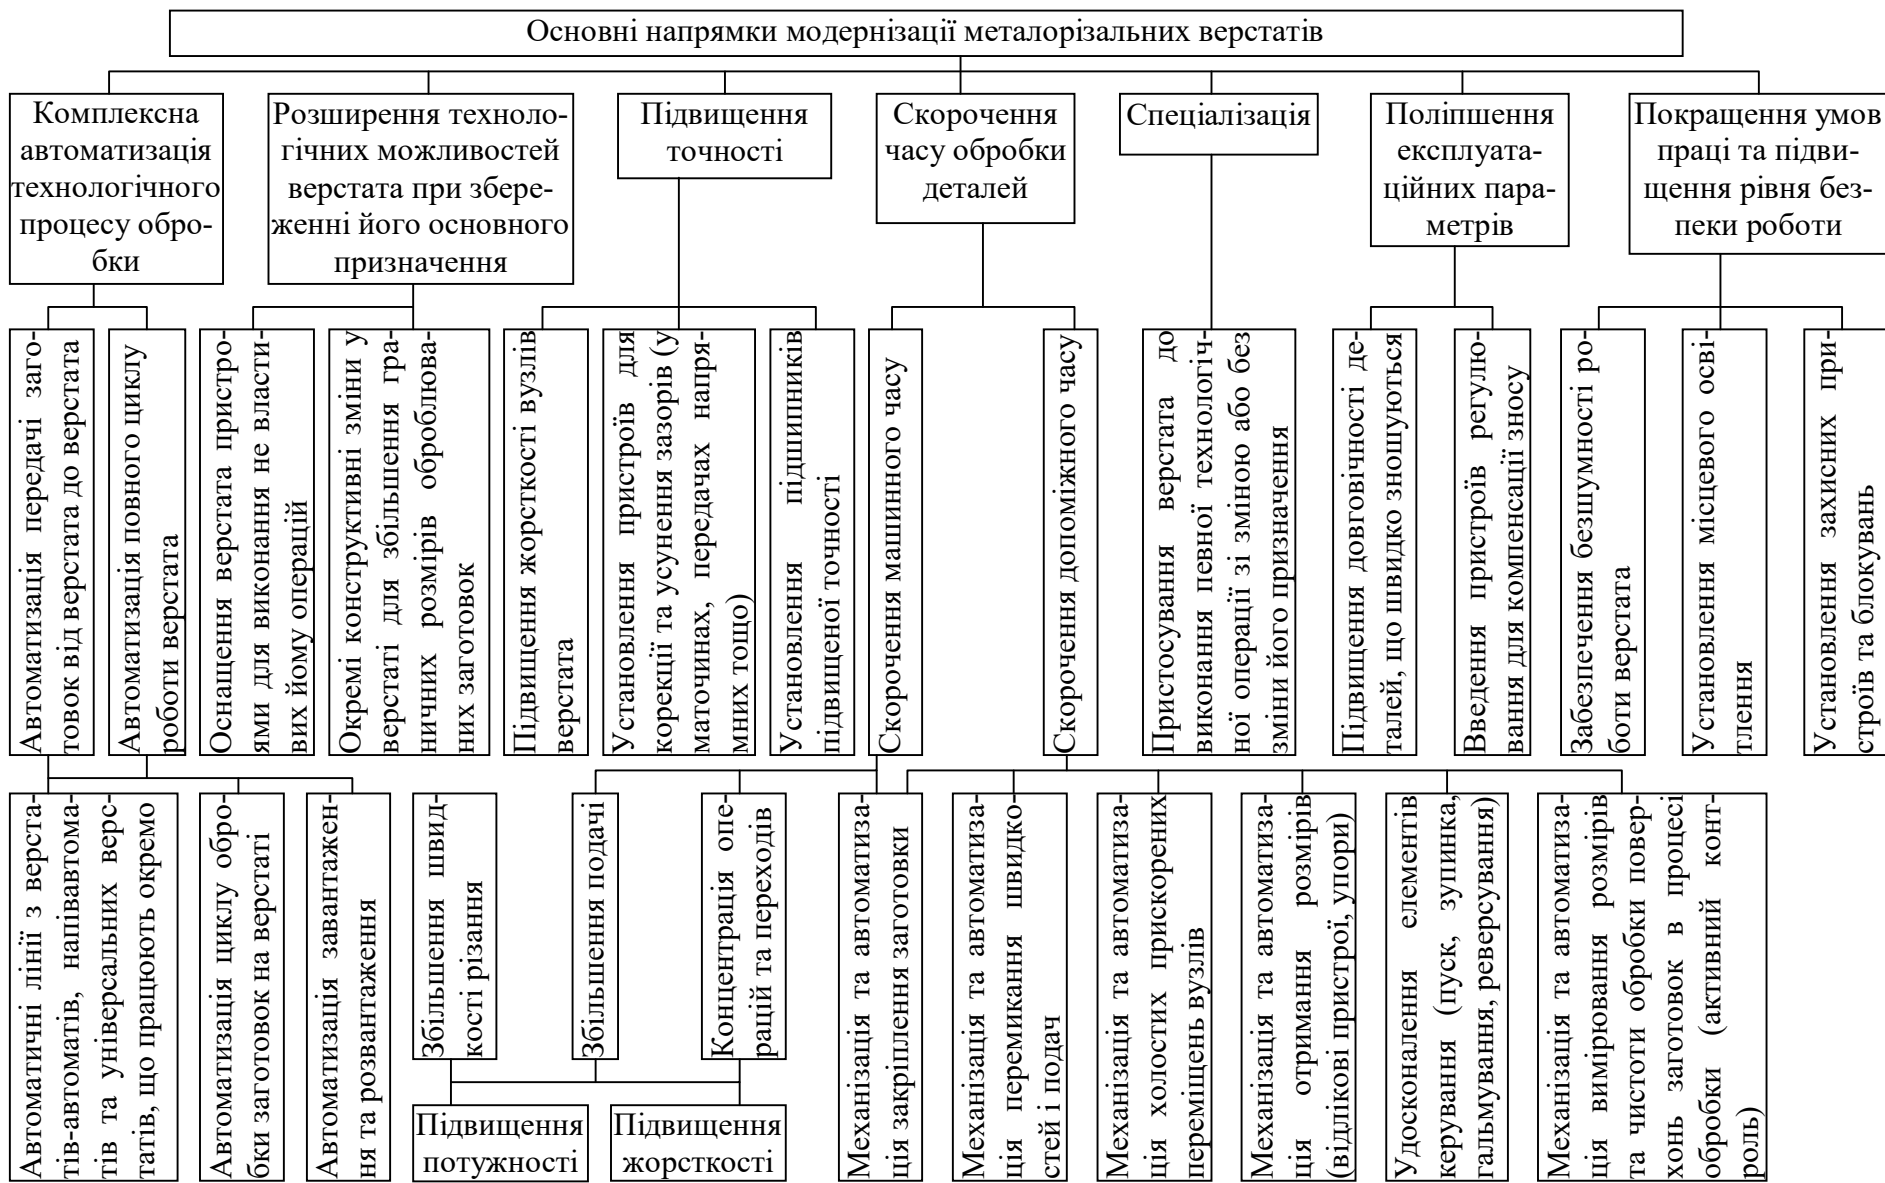 Основні напрямки модернізації металорізальних верстатів
Комплексна
автоматизація
технологічного
процесу обро-
бки
Розширення техноло-
гічних можливостей
верстата при збере-
женні його основного
призначення
Підвищення
точності
Скорочення
часу обробки
деталей
Спеціалізація
Поліпшення
експлуата-
ційних пара-
метрів
Покращення умов
праці та підви-
щення рівня без-
пеки роботи
Автоматизація передачі заго-
товок від верстата до верстата
Автоматизація повного циклу
роботи верстата
Оснащення верстата пристро-
ями для виконання не власти-
вих йому операцій
Окремі конструктивні зміни у
верстаті для збільшення гра-
ничних розмірів оброблюва-
них заготовок
Підвищення жорсткості вузлів
верстата
Установлення пристроїв для
корекції та усунення зазорів (у
маточинах, передачах напря-
мних тощо)
Установлення підшипників
підвищеної точності
Скорочення машинного часу
Скорочення допоміжного часу
Пристосування верстата до
виконання певної технологіч-
ної операції зі зміною або без
зміни його призначення
Підвищення довговічності де-
талей, що швидко зношуються
Введення пристроїв регулю-
вання для компенсації зносу
Забезпечення безшумності ро-
боти верстата
Установлення місцевого осві-
тлення
Установлення захисних при-
строїв та блокувань
Автоматичні лінії з верста-
тів-автоматів, напівавтома-
тів та універсальних верс-
татів, що працюють окремо
Автоматизація циклу обро-
бки заготовок на верстаті
Автоматизація завантажен-
ня та розвантаження
Збільшення швид-
кості різання
Збільшення подачі
Концентрація опе-
рацій та переходів
Підвищення
потужності
Підвищення
жорсткості
Механізація та автоматиза-
ція закріплення заготовки
Механізація та автоматиза-
ція перемикання швидко-
стей і подач
Механізація та автоматиза-
ція холостих прискорених
переміщень вузлів
Механізація та автоматиза-
ція отримання розмірів
(відлікові пристрої, упори)
Удосконалення елементів
керування (пуск, зупинка,
гальмування, реверсування)
Механізація та автоматиза-
ція вимірювання розмірів
та чистоти обробки повер-
хонь заготовок в процесі
обробки (активний конт-
роль)